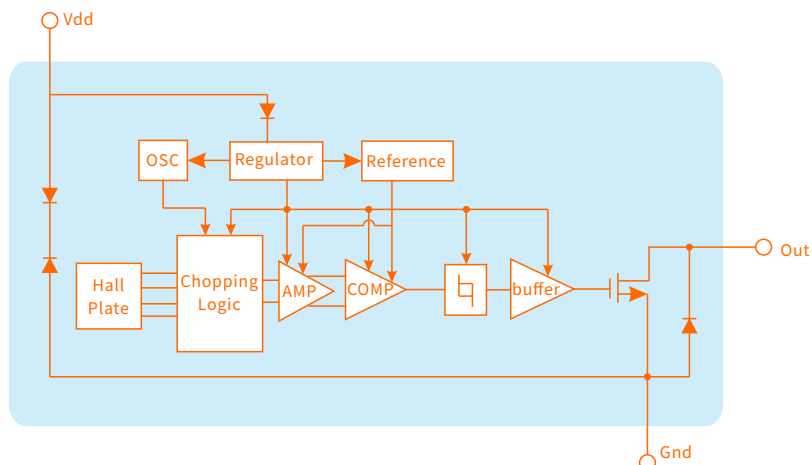 Vdd
OSC
Regulator
Reference
Out
Hall
Plate
Chopping
Logic
AMP
COMP
buffer
Gnd